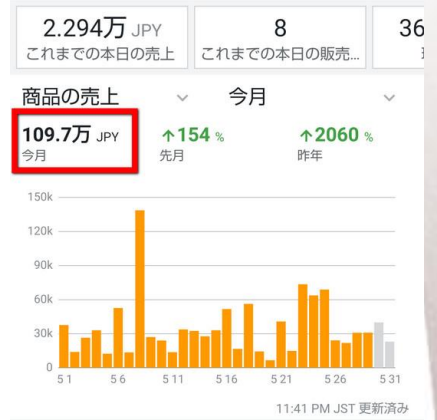 2.294万 JPY
これまでの本日の売上
8
これまでの本日の販売...
36
商品の売上
今月
109.7万 JPY
今月
↑154 %
先月
↑2060 %
昨年
150k
120k
90k
60k
30k
0
5 1
5 6
5 11
5 16
5 21
5 26
5 31
11:41 PM JST 更新済み